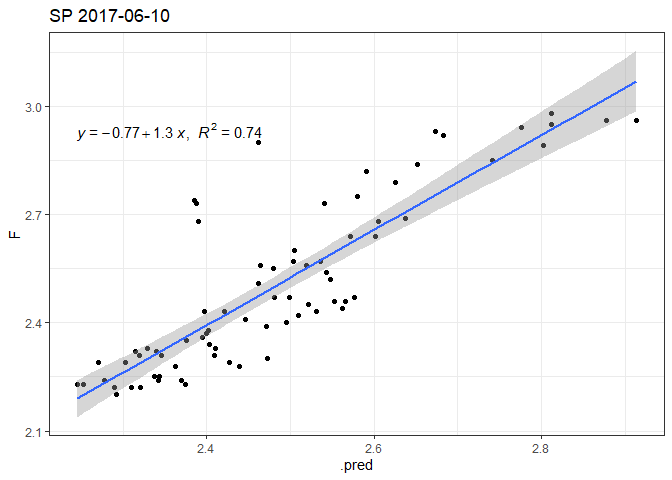 SP 2017-06-10
y = −0.77 + 1.3 x, R² = 0.74
3.0
2.7
2.4
2.1
F
2.4
2.6
2.8
.pred